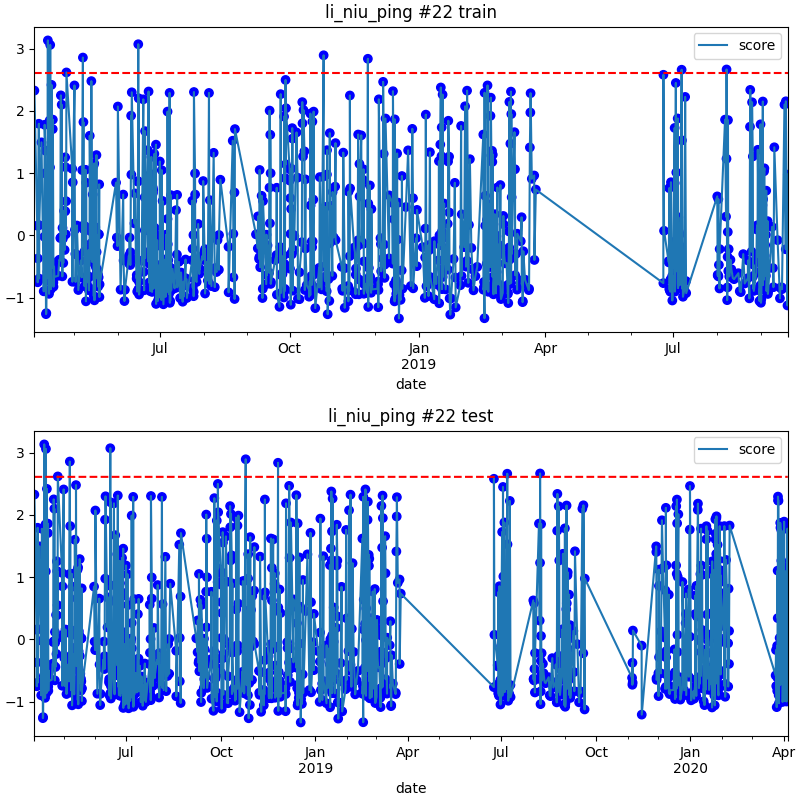 li_niu_ping #22 train
score
3
2
1
0
−1
Jul
Oct
Jan
2019
Apr
Jul
date
li_niu_ping #22 test
score
3
2
1
0
−1
Jul
Oct
Jan
2019
Apr
Jul
Oct
Jan
2020
Apr
date